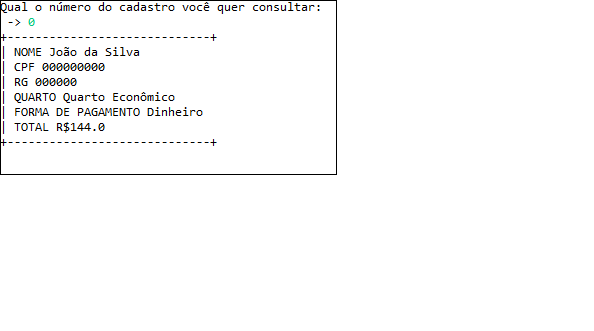 Qual o número do cadastro você quer consultar:
-> 0
+-----------------------------+
| NOME João da Silva
| CPF 000000000
| RG 000000
| QUARTO Quarto Econômico
| FORMA DE PAGAMENTO Dinheiro
| TOTAL R$144.0
+-----------------------------+